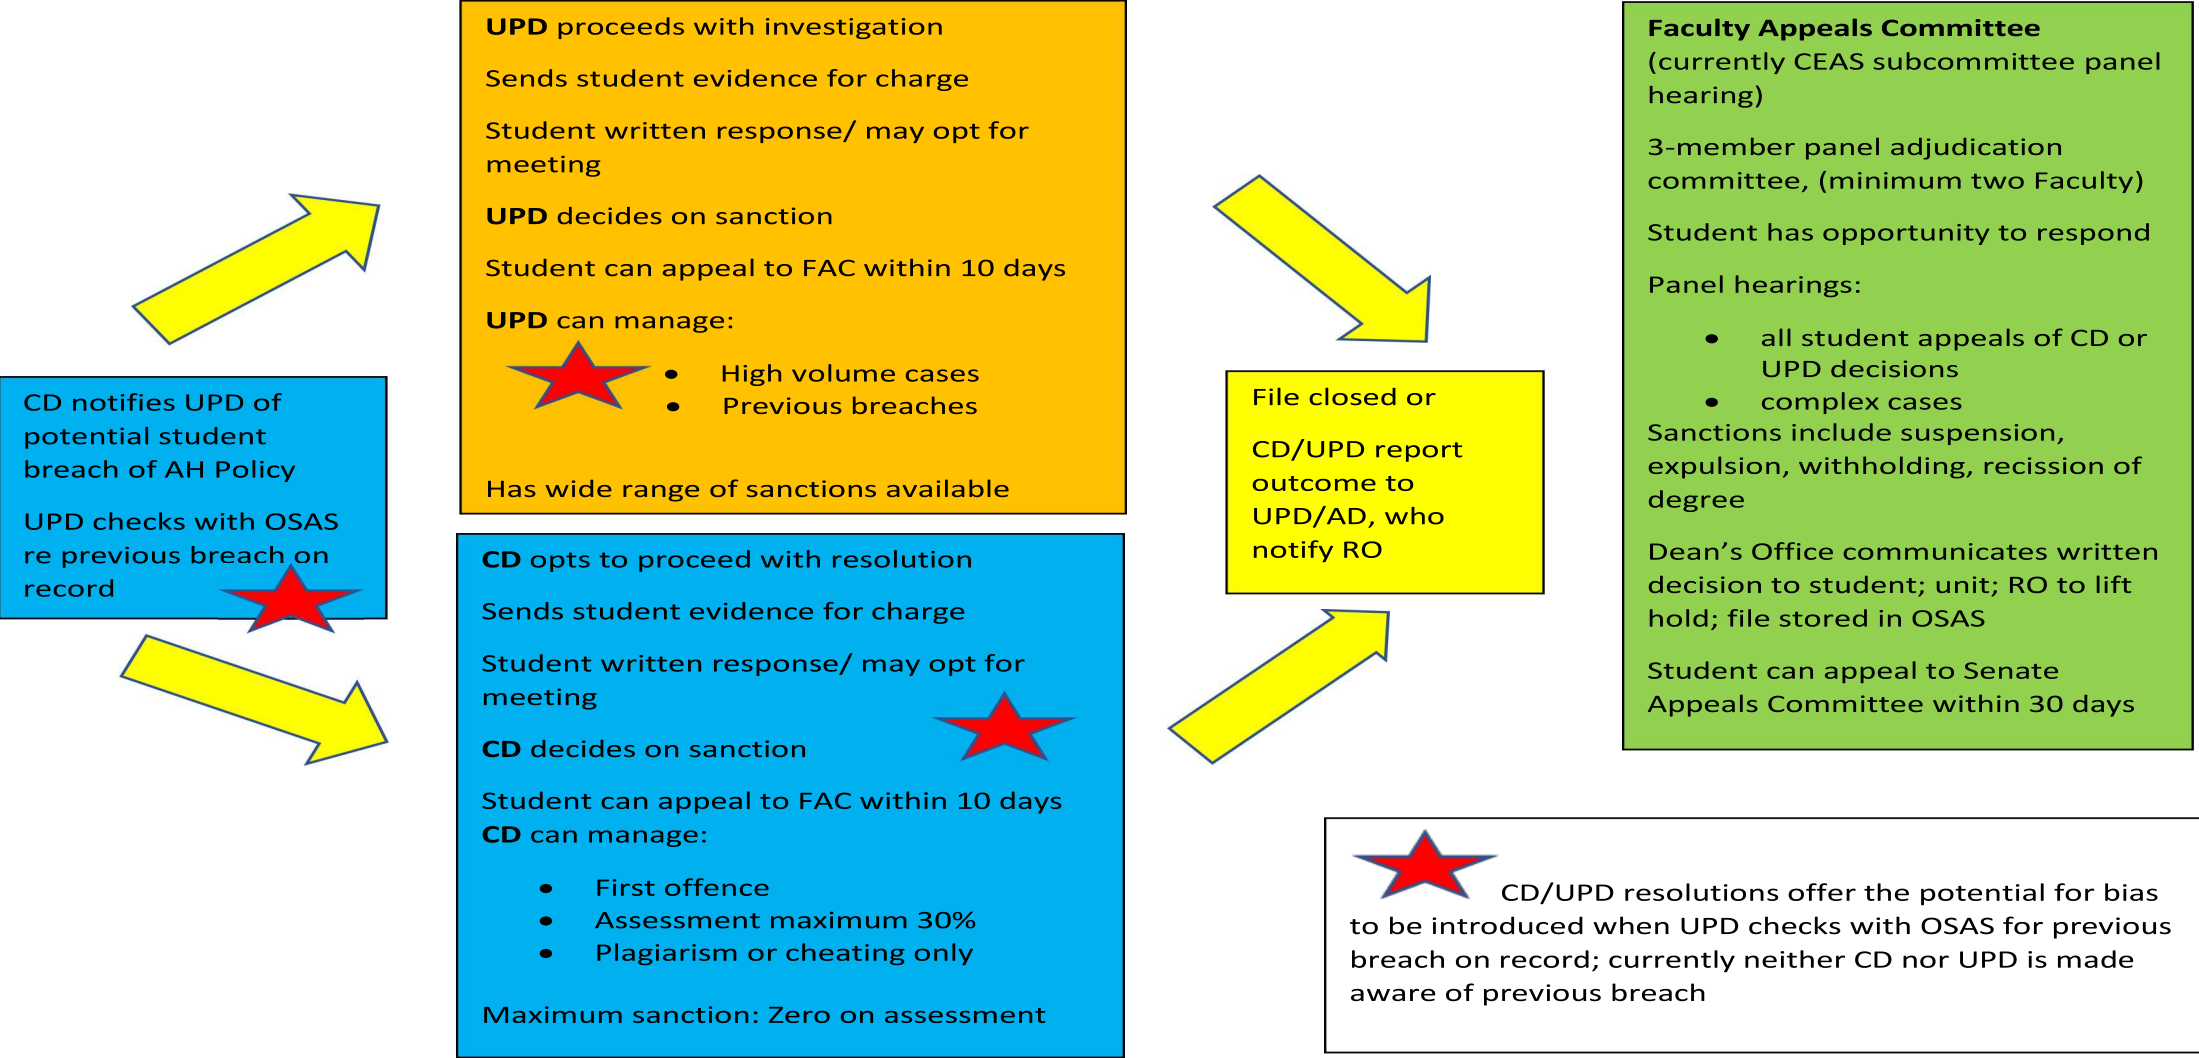 CD notifies UPD of
potential student
breach of AH Policy
UPD checks with OSAS
re previous breach on
record
UPD proceeds with investigation
Sends student evidence for charge
Student written response/ may opt for
meeting
UPD decides on sanction
Student can appeal to FAC within 10 days
UPD can manage:
• High volume cases
• Previous breaches
Has wide range of sanctions available
CD opts to proceed with resolution
Sends student evidence for charge
Student written response/ may opt for
meeting
CD decides on sanction
Student can appeal to FAC within 10 days
CD can manage:
• First offence
• Assessment maximum 30%
• Plagiarism or cheating only
Maximum sanction: Zero on assessment
File closed or
CD/UPD report
outcome to
UPD/AD, who
notify RO
Faculty Appeals Committee
(currently CEAS subcommittee panel
hearing)
3-member panel adjudication
committee, (minimum two Faculty)
Student has opportunity to respond
Panel hearings:
• all student appeals of CD or
UPD decisions
• complex cases
Sanctions include suspension,
expulsion, withholding, recission of
degree
Dean’s Office communicates written
decision to student; unit; RO to lift
hold; file stored in OSAS
Student can appeal to Senate
Appeals Committee within 30 days
CD/UPD resolutions offer the potential for bias
to be introduced when UPD checks with OSAS for previous
breach on record; currently neither CD nor UPD is made
aware of previous breach